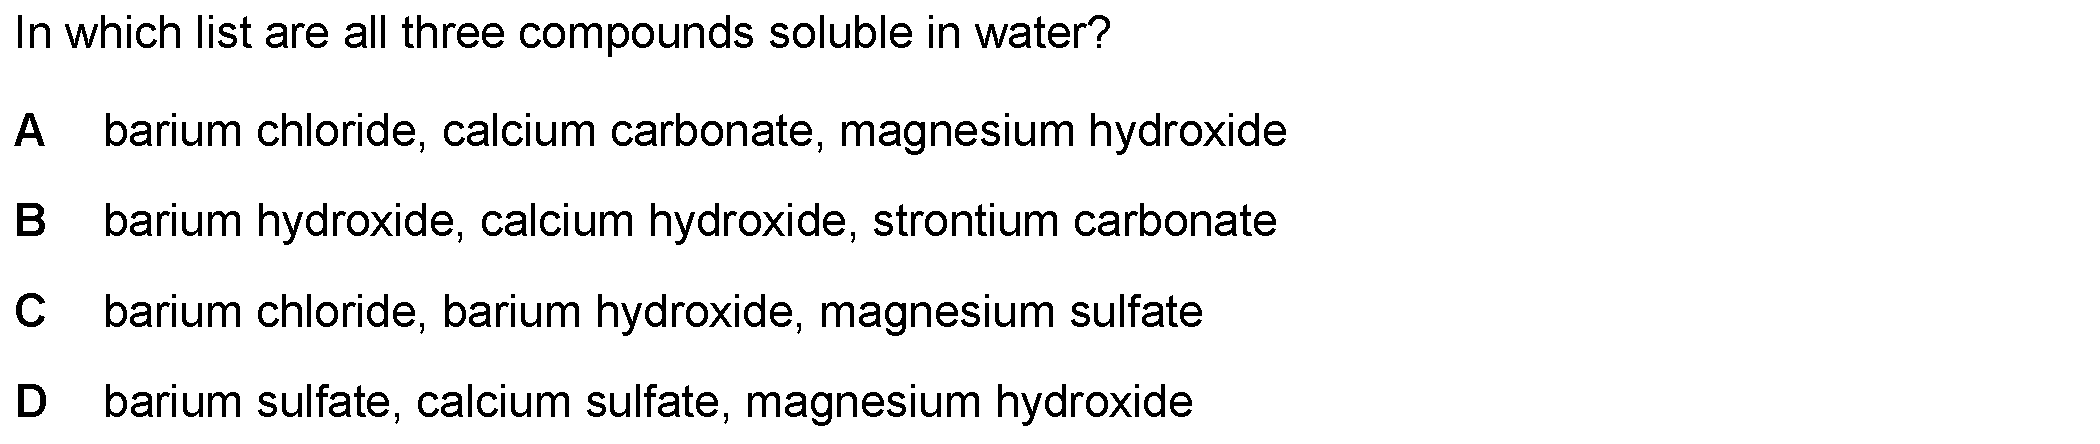 In which list are all three compounds soluble in water?
A barium chloride, calcium carbonate, magnesium hydroxide
B barium hydroxide, calcium hydroxide, strontium carbonate
C barium chloride, barium hydroxide, magnesium sulfate
D barium sulfate, calcium sulfate, magnesium hydroxide